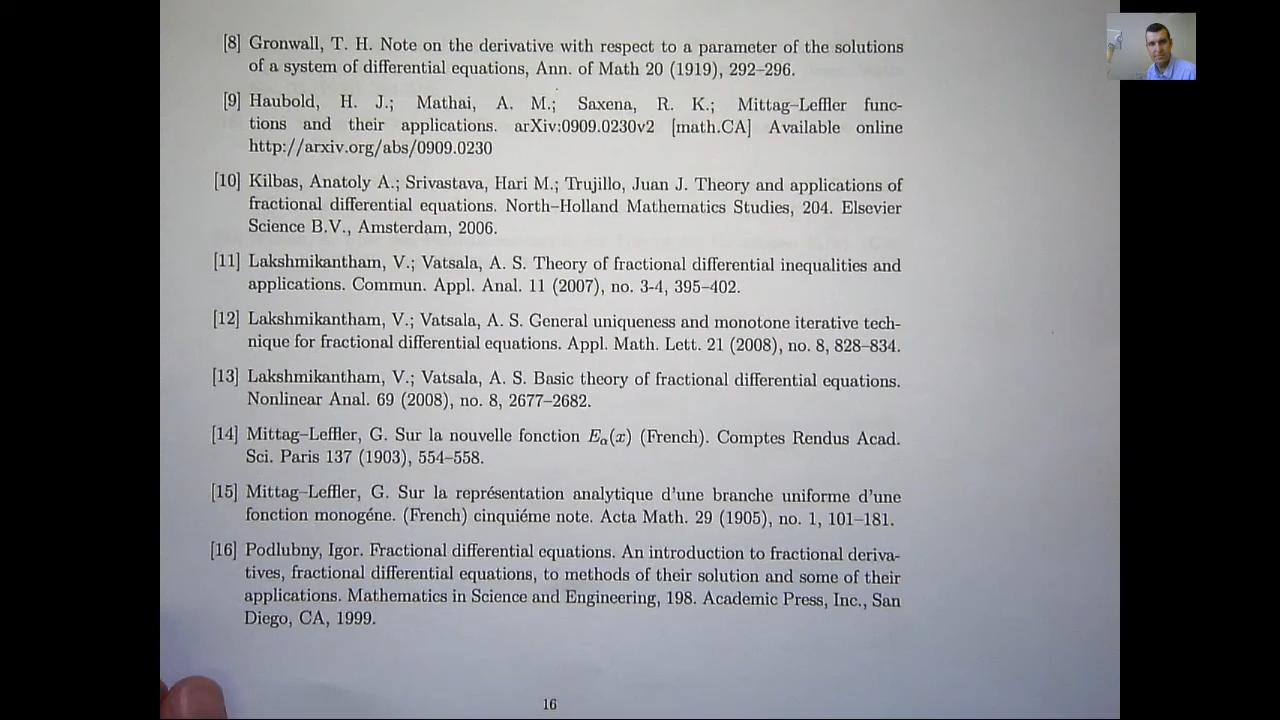 [8] Gronwall, T. H. Note on the derivative with respect to a parameter of the solutions
of a system of differential equations, Ann. of Math 20 (1919), 292–296.
[9] Haubold, H. J.; Mathai, A. M.; Saxena, R. K.; Mittag–Leffler func-
tions and their applications. arXiv:0909.0230v2 [math.CA] Available online
http://arxiv.org/abs/0909.0230
[10] Kilbas, Anatoly A.; Srivastava, Hari M.; Trujillo, Juan J. Theory and applications of
fractional differential equations. North–Holland Mathematics Studies, 204. Elsevier
Science B.V., Amsterdam, 2006.
[11] Lakshmikantham, V.; Vatsala, A. S. Theory of fractional differential inequalities and
applications. Commun. Appl. Anal. 11 (2007), no. 3-4, 395–402.
[12] Lakshmikantham, V.; Vatsala, A. S. General uniqueness and monotone iterative tech-
nique for fractional differential equations. Appl. Math. Lett. 21 (2008), no. 8, 828–834.
[13] Lakshmikantham, V.; Vatsala, A. S. Basic theory of fractional differential equations.
Nonlinear Anal. 69 (2008), no. 8, 2677–2682.
[14] Mittag–Leffler, G. Sur la nouvelle fonction Eα(x) (French). Comptes Rendus Acad.
Sci. Paris 137 (1903), 554–558.
[15] Mittag–Leffler, G. Sur la représentation analytique d'une branche uniforme d'une
fonction monogéne. (French) cinquiéme note. Acta Math. 29 (1905), no. 1, 101–181.
[16] Podlubny, Igor. Fractional differential equations. An introduction to fractional deriva-
tives, fractional differential equations, to methods of their solution and some of their
applications. Mathematics in Science and Engineering, 198. Academic Press, Inc., San
Diego, CA, 1999.
16